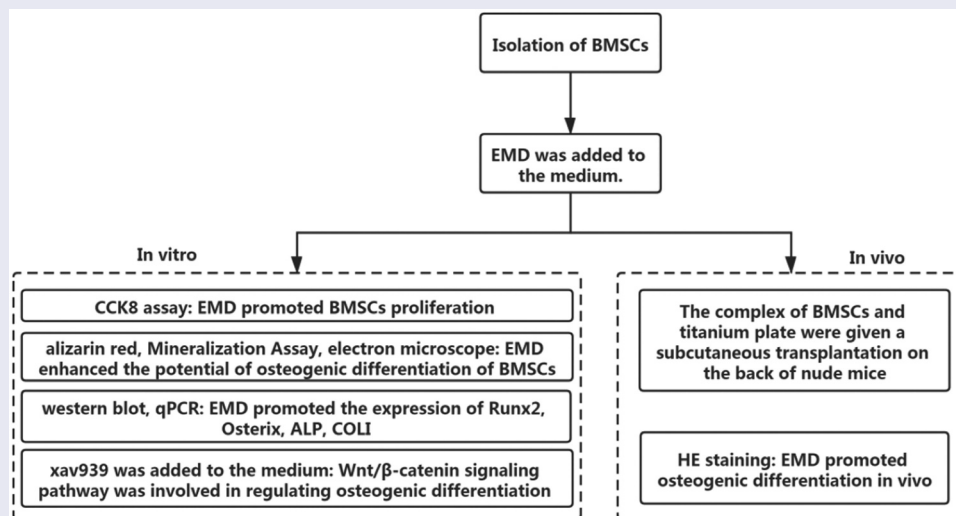 Isolation of BMSCs
EMD was added to
the medium.
In vitro
CCK8 assay: EMD promoted BMSCs proliferation
alizarin red, Mineralization Assay, electron microscope: EMD
enhanced the potential of osteogenic differentiation of BMSCs
western blot, qPCR: EMD promoted the expression of Runx2,
Osterix, ALP, COLI
xav939 was added to the medium: Wnt/β-catenin signaling
pathway was involved in regulating osteogenic differentiation
In vivo
The complex of BMSCs and
titanium plate were given a
subcutaneous transplantation on
the back of nude mice
HE staining: EMD promoted
osteogenic differentiation in vivo